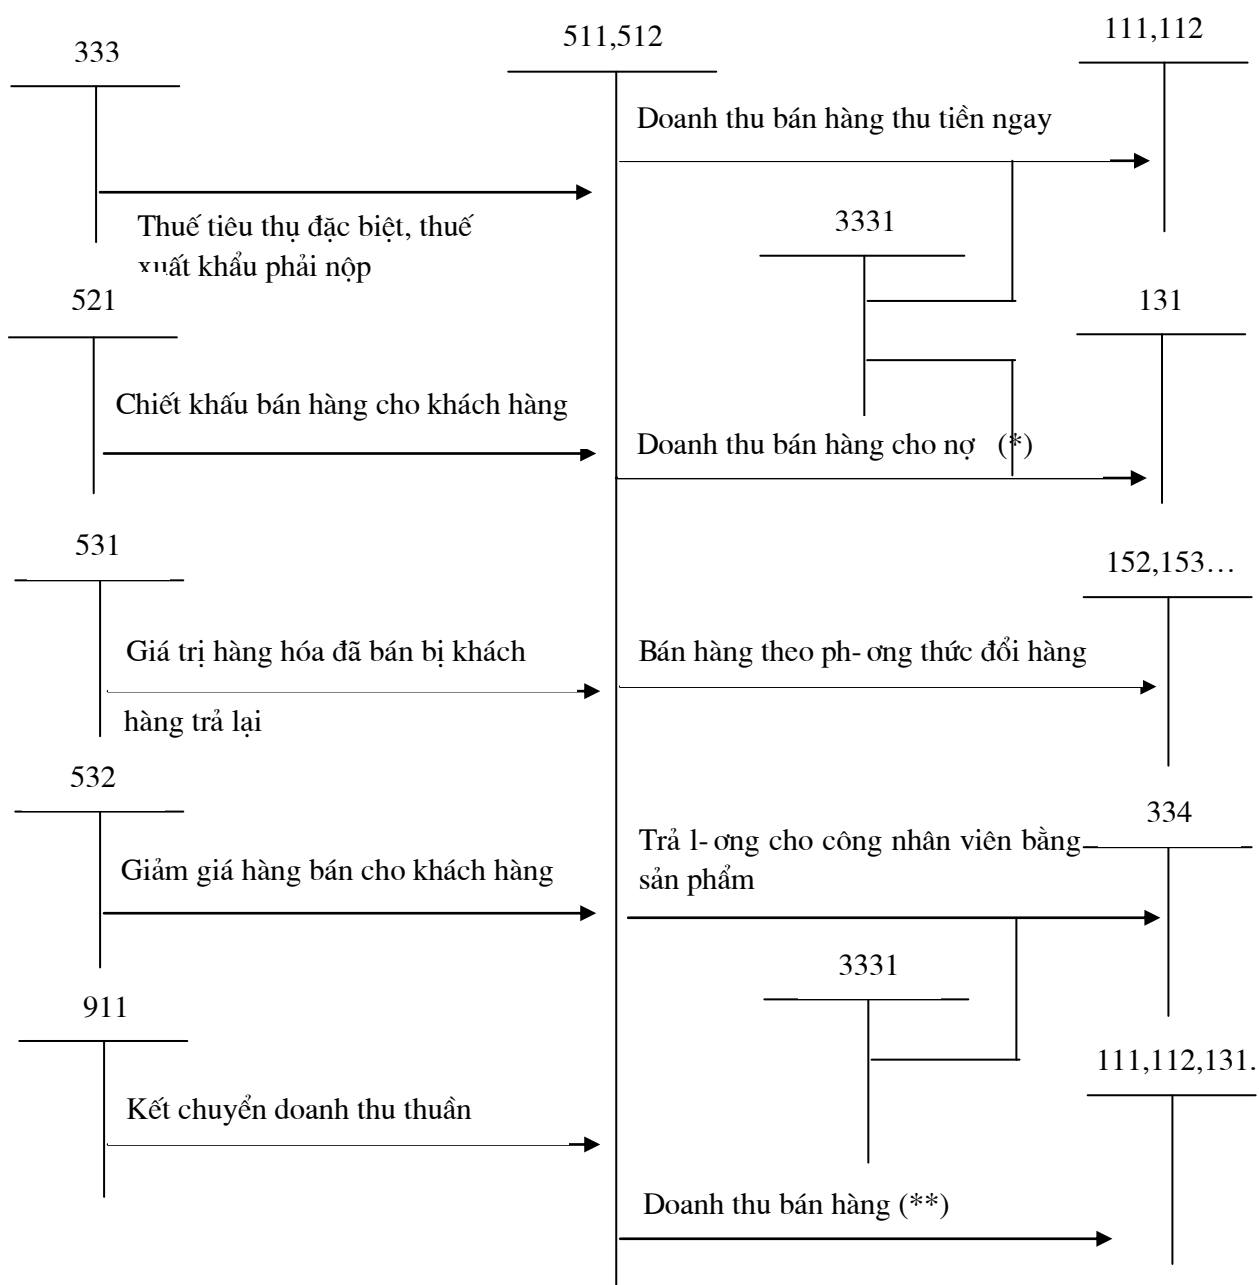 333
511,512
111,112
Doanh thu bán hàng thu tiền ngay
Thuế tiêu thụ đặc biệt, thuế
xuất khẩu phải nộp
3331
521
131
Chiết khấu bán hàng cho khách hàng
Doanh thu bán hàng cho nợ (*)
531
152,153…
Giá trị hàng hóa đã bán bị khách
hàng trả lại
Bán hàng theo ph-ơng thức đổi hàng
532
334
Trả l-ơng cho công nhân viên bằng
sản phẩm
Giảm giá hàng bán cho khách hàng
3331
911
111,112,131.
Kết chuyển doanh thu thuần
Doanh thu bán hàng (**)